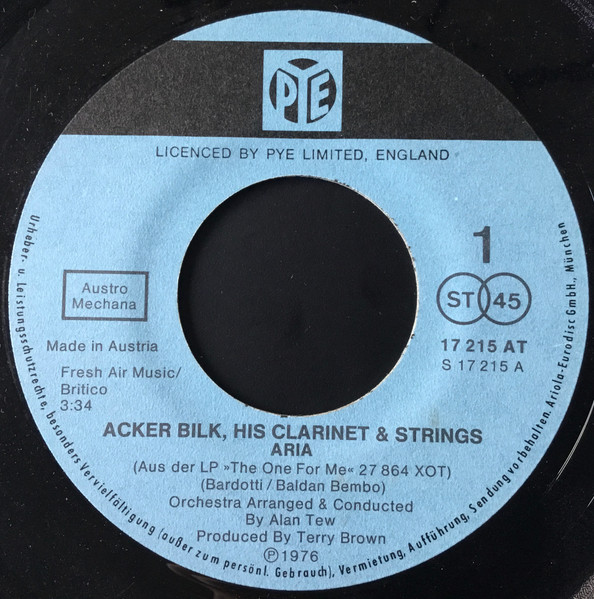 PYE
LICENCED BY PYE LIMITED, ENGLAND
1
Austro
Mechana
ST 45
Made in Austria
17 215 AT
S 17 215 A
Fresh Air Music/
Britico
3:34
ACKER BILK, HIS CLARINET & STRINGS
ARIA
(Aus der LP »The One For Me« 27 864 XOT)
(Bardotti / Baldan Bembo)
Orchestra Arranged & Conducted
By Alan Tew
Produced By Terry Brown
Ⓟ 1976
Urheber- u. Leistungsschutzrechte, besonders Vervielfältigung (außer zum persönl. Gebrauch), Vermietung, Aufführung, Sendung vorbehalten. Ariola-Eurodisc GmbH., München